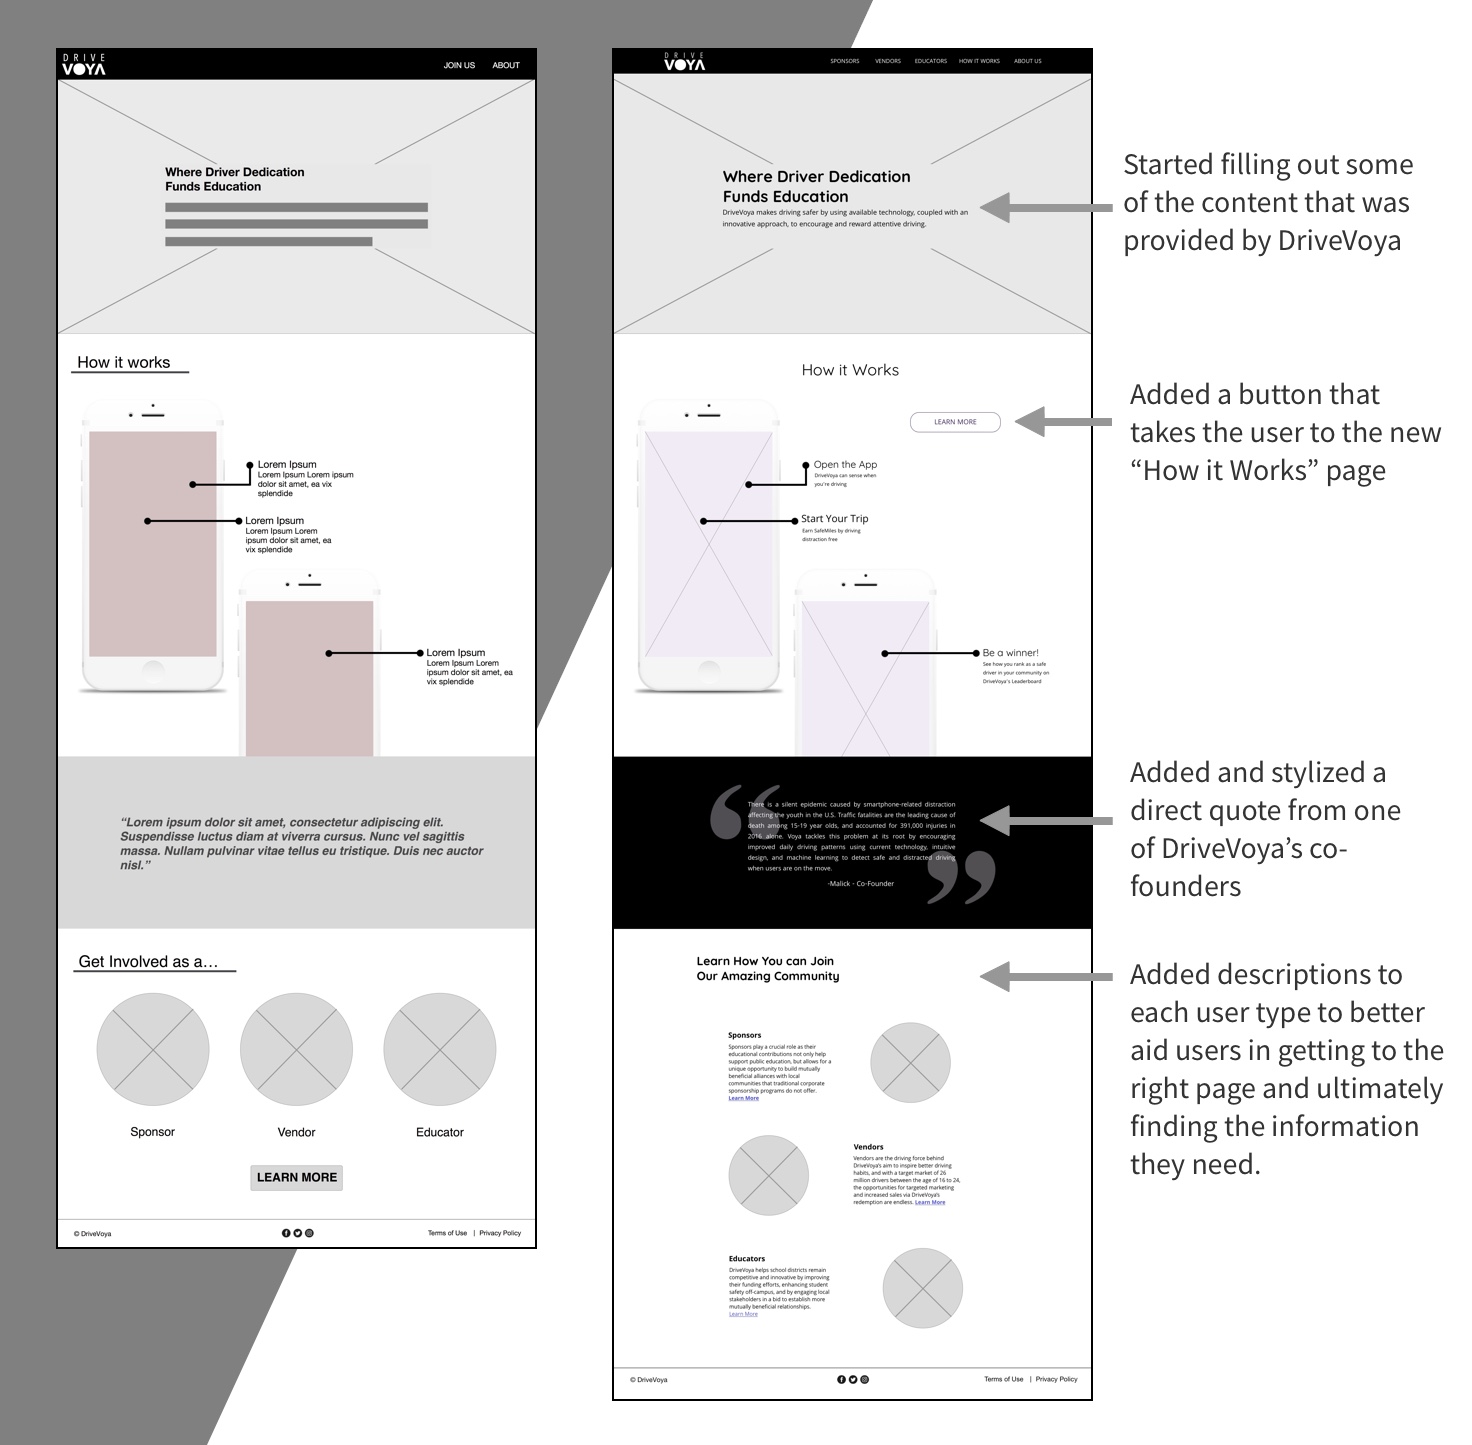 DRIVE
VOYA
JOIN US
ABOUT
Where Driver Dedication
Funds Education
How it works
Lorem Ipsum
Lorem Ipsum Lorem ipsum
dolor sit amet, ea vix
splendide
Lorem Ipsum
Lorem Ipsum Lorem
ipsum dolor sit amet, ea
vix splendide
Lorem Ipsum
Lorem Ipsum Lorem
ipsum dolor sit amet, ea
vix splendide
“Lorem ipsum dolor sit amet, consectetur adipiscing elit.
Suspendisse luctus diam at viverra cursus. Nunc vel sagittis
massa. Nullam pulvinar vitae tellus eu tristique. Duis nec auctor
nisl.”
Get Involved as a...
Sponsor
Vendor
Educator
LEARN MORE
© DriveVoya
Terms of Use | Privacy Policy
DRIVE
VOYA
SPONSORS
VENDORS
EDUCATORS
HOW IT WORKS
ABOUT US
Where Driver Dedication
Funds Education
DriveVoya makes driving safer by using available technology, coupled with an
innovative approach, to encourage and reward attentive driving.
How it Works
LEARN MORE
Open the App
DriveVoya can sense when
you're driving
Start Your Trip
Earn SafeMiles by driving
distraction free
Be a winner!
See how you rank as a safe
driver in your community on
DriveVoya's Leaderboard
“
There is a silent epidemic caused by smartphone-related distraction
affecting the youth in the U.S. Traffic fatalities are the leading cause of
death among 15-19 year olds, and accounted for 391,000 injuries in
2016 alone. Voya tackles this problem at its root by encouraging
improved daily driving patterns using current technology, intuitive
design, and machine learning to detect safe and distracted driving
when users are on the move.
”
-Malick - Co-Founder
Learn How You can Join
Our Amazing Community
Sponsors
Sponsors play a crucial role as their
educational contributions not only help
support public education, but allows for a
unique opportunity to build mutually
beneficial alliances with local
communities that traditional corporate
sponsorship programs do not offer.
Learn More
Vendors
Vendors are the driving force behind
DriveVoya's aim to inspire better driving
habits, and with a target market of 26
million drivers between the age of 16 to 24,
the opportunities for targeted marketing
and increased sales via DriveVoya's
redemption are endless. Learn More
Educators
DriveVoya helps school districts remain
competitive and innovative by improving
their funding efforts, enhancing student
safety off-campus, and by engaging local
stakeholders in a bid to establish more
mutually beneficial relationships.
Learn More
© DriveVoya
Terms of Use | Privacy Policy
Started filling out some
of the content that was
provided by DriveVoya
Added a button that
takes the user to the new
“How it Works” page
Added and stylized a
direct quote from one
of DriveVoya’s co-
founders
Added descriptions to
each user type to better
aid users in getting to the
right page and ultimately
finding the information
they need.